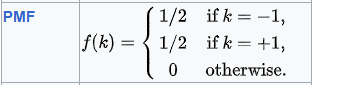 PMF
f(k) = { 1/2 if k = −1,
1/2 if k = +1,
0 otherwise.